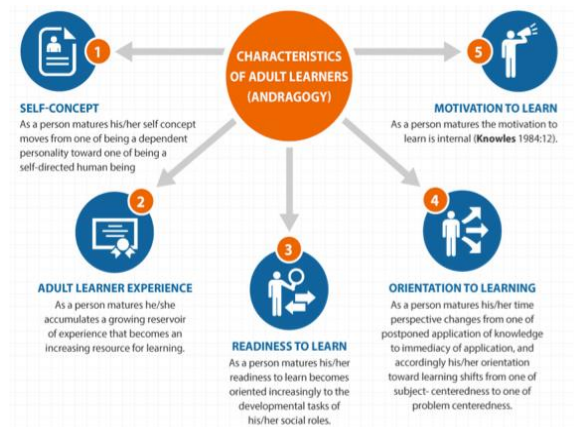 CHARACTERISTICS
OF ADULT LEARNERS
(ANDRAGOGY)
1
SELF-CONCEPT
As a person matures his/her self concept
moves from one of being a dependent
personality toward one of being a
self-directed human being
2
ADULT LEARNER EXPERIENCE
As a person matures he/she
accumulates a growing reservoir
of experience that becomes an
increasing resource for learning.
3
READINESS TO LEARN
As a person matures his/her
readiness to learn becomes
oriented increasingly to the
developmental tasks of
his/her social roles.
4
ORIENTATION TO LEARNING
As a person matures his/her time
perspective changes from one of
postponed application of knowledge
to immediacy of application, and
accordingly his/her orientation
toward learning shifts from one of
subject- centeredness to one of
problem centeredness.
5
MOTIVATION TO LEARN
As a person matures the motivation to
learn is internal (Knowles 1984:12).